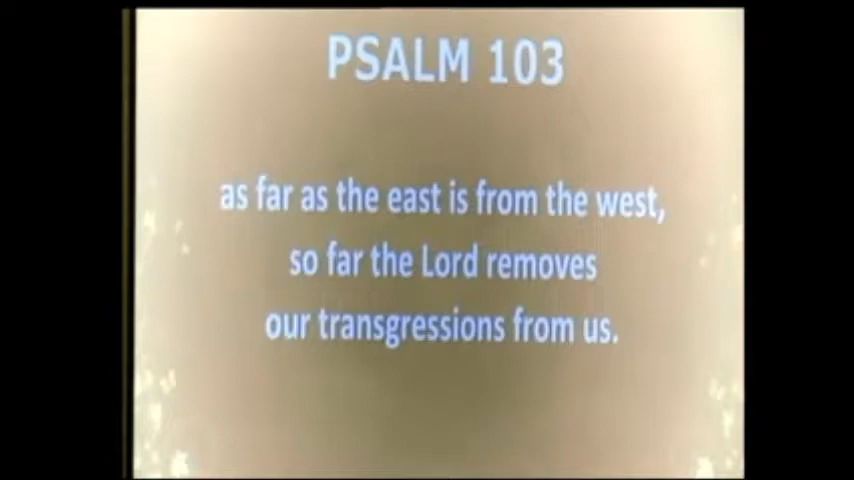 PSALM 103
as far as the east is from the west,
so far the Lord removes
our transgressions from us.